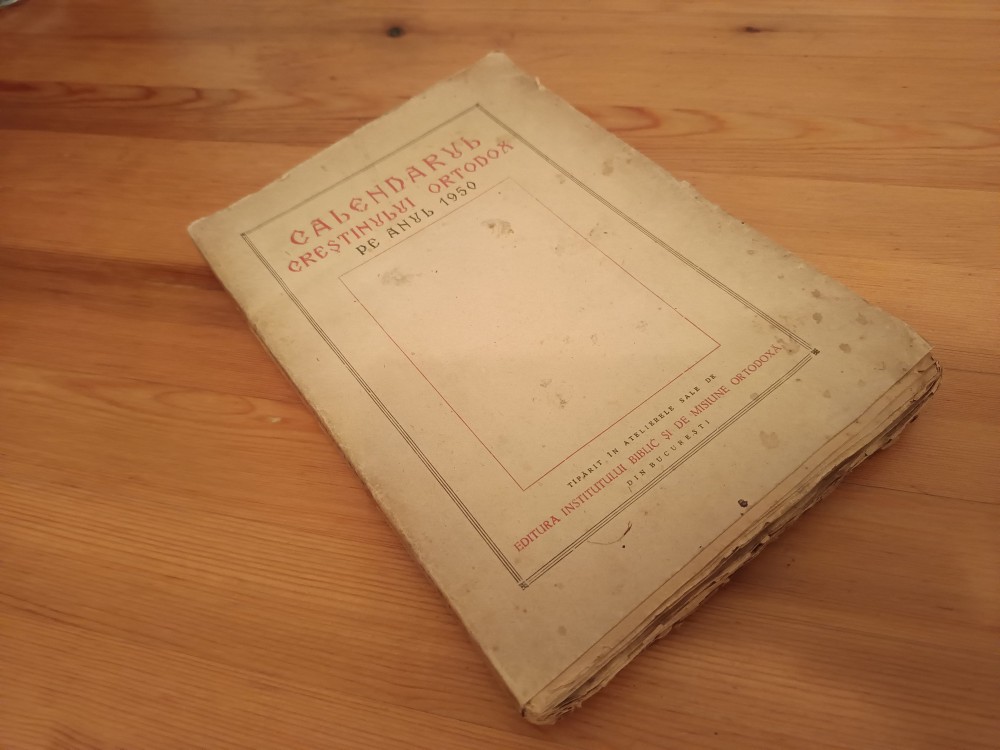 CALENDARUL
CREȘTINULUI ORTODOX
PE ANUL 1950
TIPĂRIT ÎN ATELIERELE SALE DE
EDITURA INSTITUTULUI BIBLIC ȘI DE MISIUNE ORTODOXĂ
DIN BUCUREȘTI